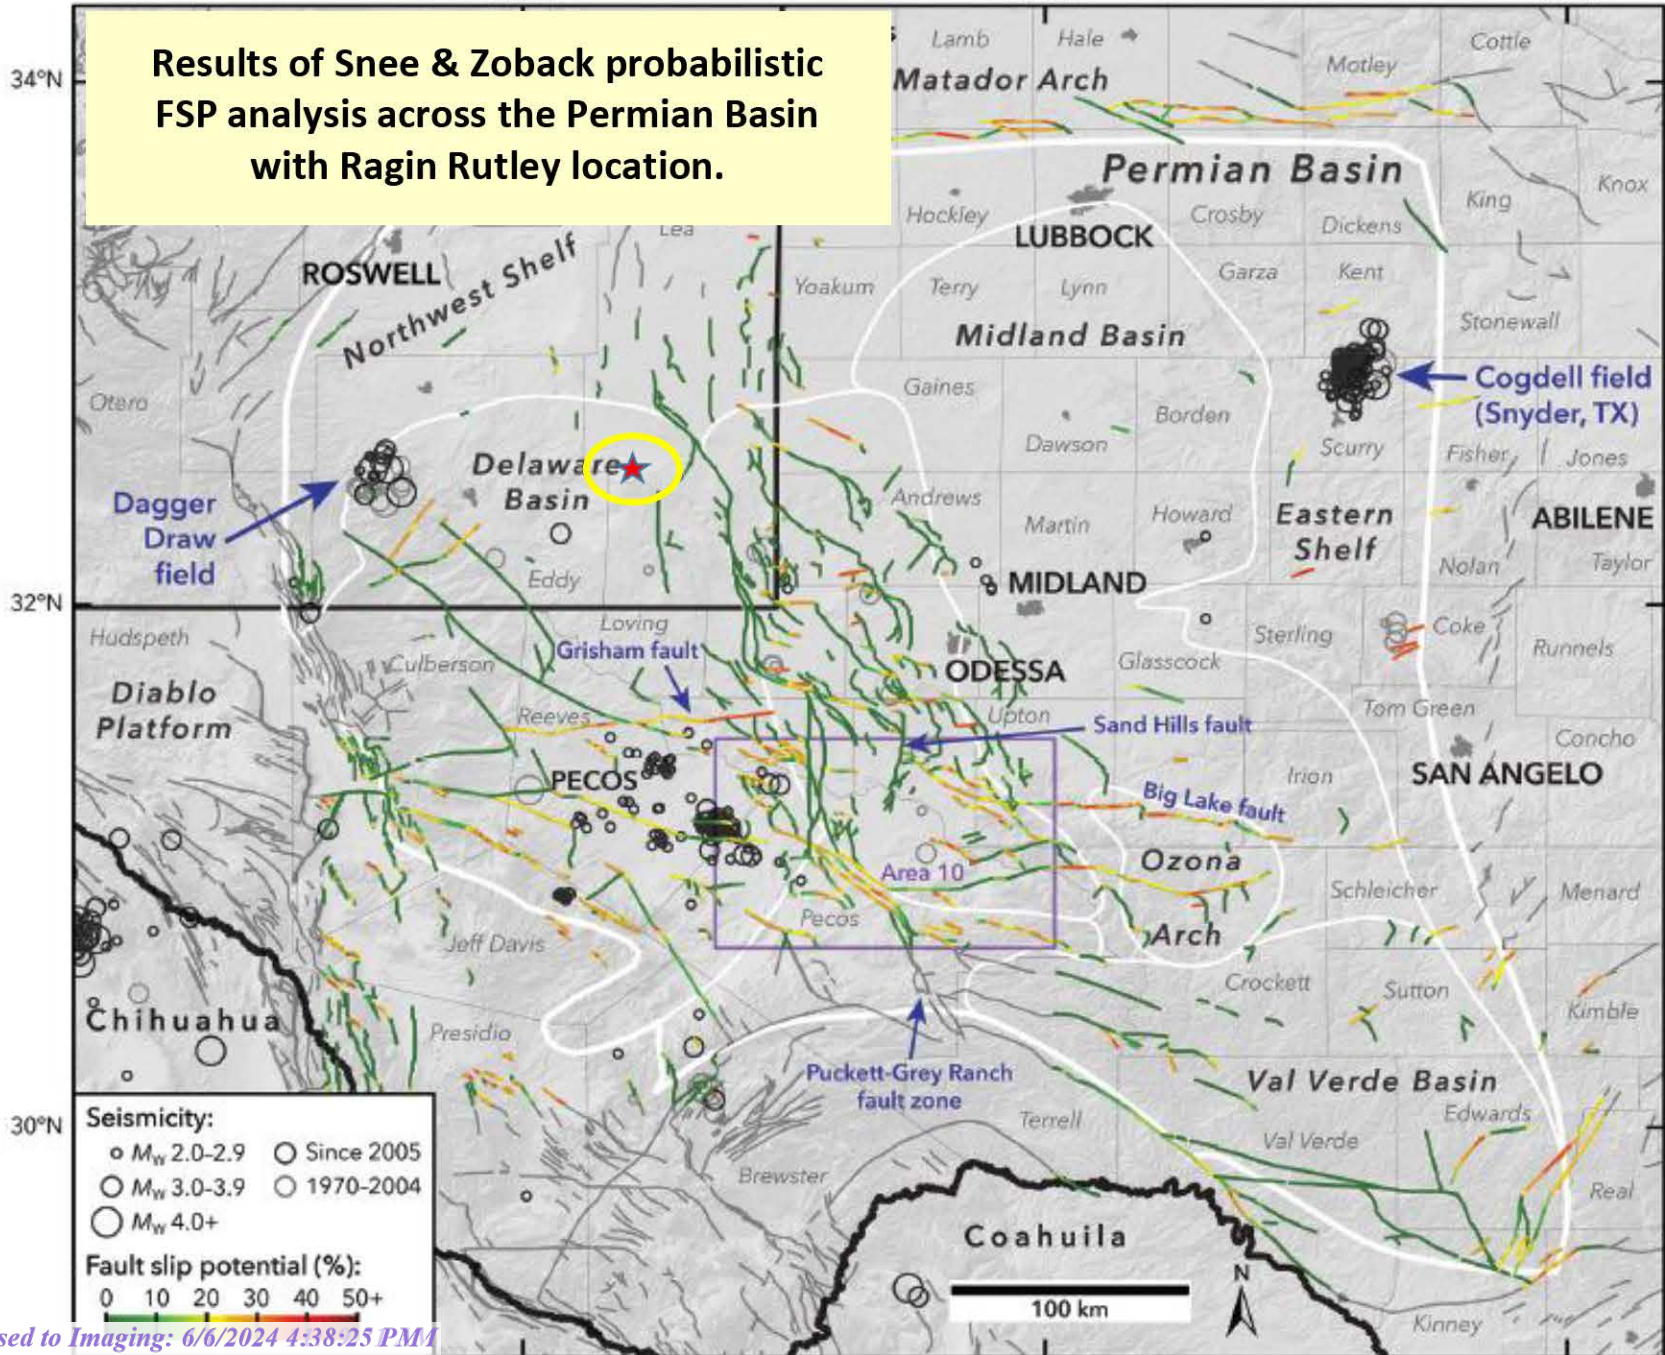 Results of Snee & Zoback probabilistic
FSP analysis across the Permian Basin
with Ragin Rutley location.
34°N
32°N
30°N
Lamb
Hale
Motley
Cottle
Matador Arch
Permian Basin
Hockley
LUBBOCK
Crosby
Dickens
King
Knox
Lea
ROSWELL
Northwest Shelf
Yoakum
Terry
Lynn
Garza
Kent
Stonewall
Midland Basin
Otero
Gaines
Dawson
Borden
Scurry
Cogdell field
(Snyder, TX)
Fisher
Jones
Dagger
Draw
field
Delaware
Basin
Eddy
Andrews
Martin
Howard
Eastern
Shelf
ABILENE
Nolan
Taylor
MIDLAND
Hudspeth
Culberson
Loving
Grisham fault
ODESSA
Glasscock
Sterling
Coke
Runnels
Diablo
Platform
Reeves
Upton
Sand Hills fault
Tom Green
Concho
PECOS
Irion
SAN ANGELO
Big Lake fault
Ozona
Arch
Area 10
Pecos
Schleicher
Menard
Jeff Davis
Crockett
Sutton
Kimble
Chihuahua
Presidio
Puckett-Grey Ranch
fault zone
Val Verde Basin
Terrell
Val Verde
Edwards
Brewster
Real
Coahuila
Kinney
N
100 km
Seismicity:
Mw 2.0-2.9
Since 2005
Mw 3.0-3.9
1970-2004
Mw 4.0+
Fault slip potential (%):
0 10 20 30 40 50+
sed to Imaging: 6/6/2024 4:38:25 PM